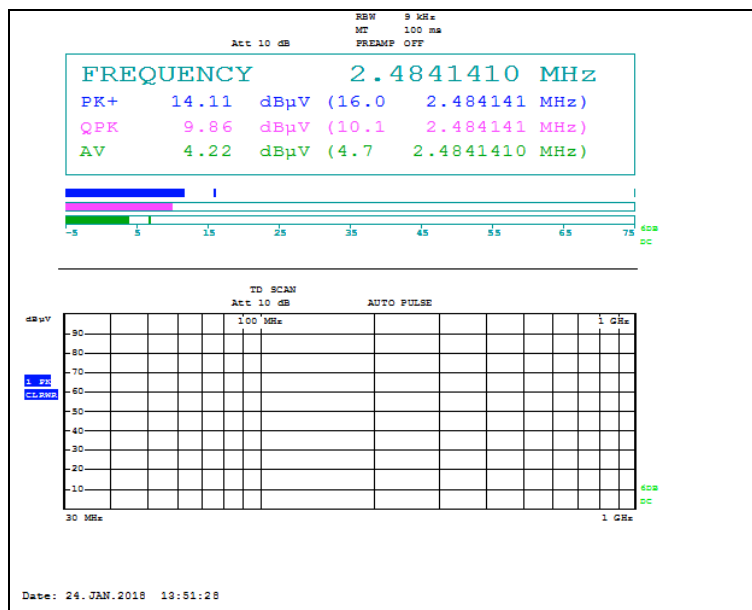 RBW 9 kHz
MT 100 ms
Att 10 dB PREAMP OFF
FREQUENCY 2.4841410 MHz
PK+ 14.11 dBµV (16.0 2.484141 MHz)
QPK 9.86 dBµV (10.1 2.484141 MHz)
AV 4.22 dBµV (4.7 2.4841410 MHz)
-5 5 15 25 35 45 55 65 75
6DB
DC
TD SCAN
Att 10 dB AUTO PULSE
dBµV
100 MHz 1 GHz
90
80
70
1 PK
60
CLRWR
50
40
30
20
10
6DB
DC
30 MHz 1 GHz
Date: 24.JAN.2018 13:51:28